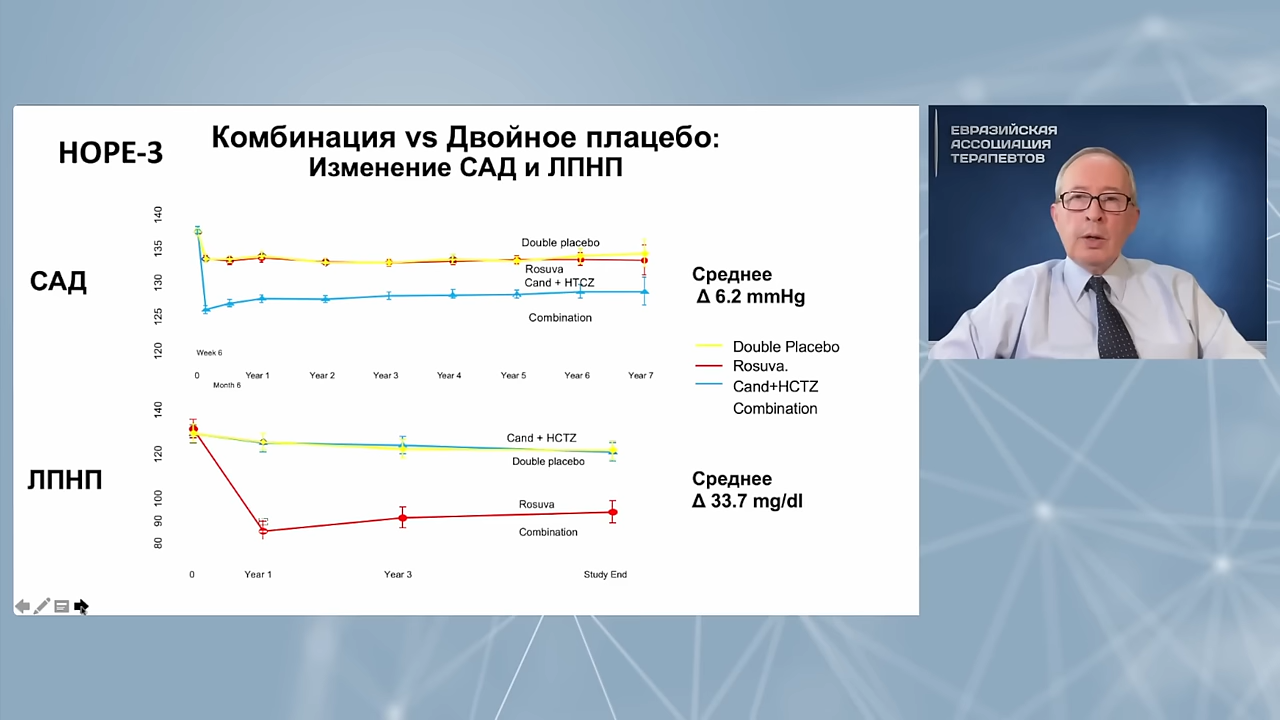 HOPE-3
Комбинация vs Двойное плацебо:
Изменение САД и ЛПНП
ЕВРАЗИЙСКАЯ
АССОЦИАЦИЯ
ТЕРАПЕВТОВ
САД
140
135
130
125
120
Double placebo
Rosuva
Cand + HTCZ
Combination
Week 6
0
Month 6
Year 1
Year 2
Year 3
Year 4
Year 5
Year 6
Year 7
Среднее
Δ 6.2 mmHg
Double Placebo
Rosuva.
Cand+HCTZ
Combination
ЛПНП
140
120
100
90
80
Cand + HCTZ
Double placebo
Rosuva
Combination
0
Year 1
Year 3
Study End
Среднее
Δ 33.7 mg/dl